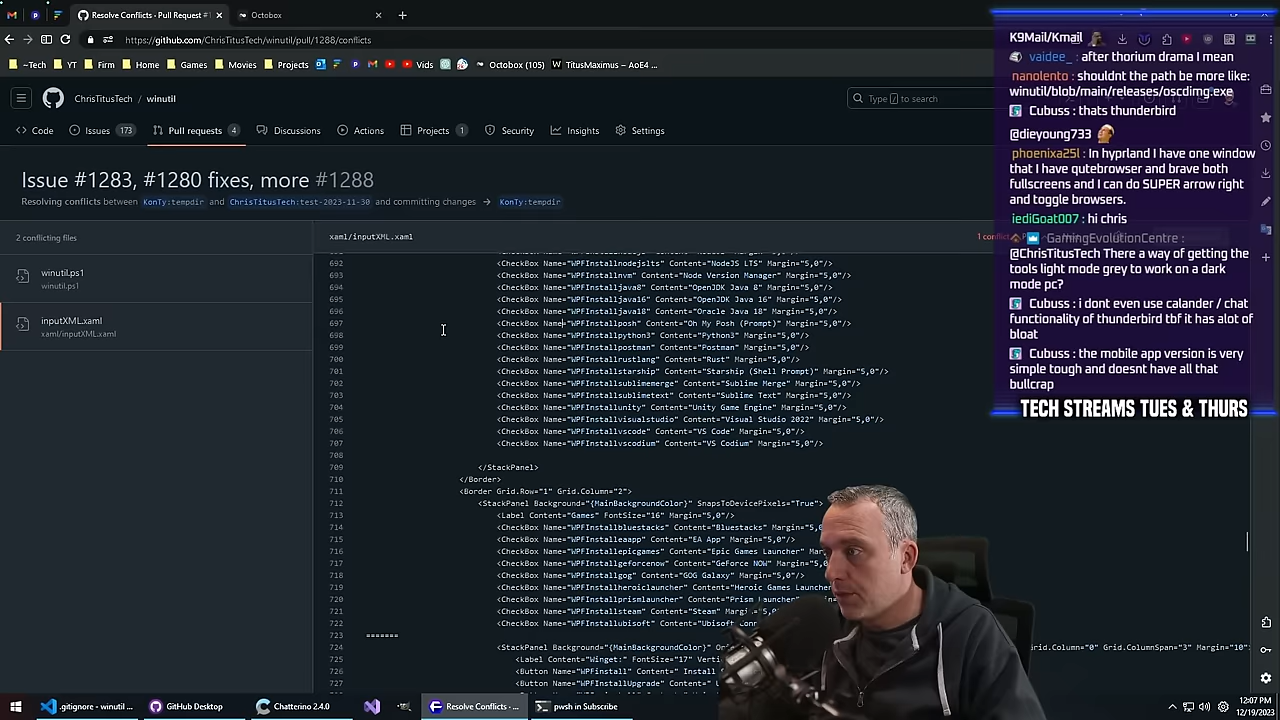 Resolve Conflicts - Pull Request #1
Octobox
https://github.com/ChrisTitusTech/winutil/pull/1288/conflicts
~Tech
YT
Firm
Home
Games
Movies
Projects
Vids
Octobox (105)
TitusMaximus – AoE4 ...
ChrisTitusTech / winutil
Type / to search
Code
Issues 173
Pull requests 4
Discussions
Actions
Projects 1
Security
Insights
Settings
Issue #1283, #1280 fixes, more #1288
Resolving conflicts between KonTy:tempdir and ChrisTitusTech:test-2023-11-30 and committing changes → KonTy:tempdir
2 conflicting files
winutil.ps1
winutil.ps1
inputXML.xaml
xaml/inputXML.xaml
xaml/inputXML.xaml
1 confli
692 <CheckBox Name="WPFInstallnodejslts" Content="NodeJS LTS" Margin="5,0"/>
693 <CheckBox Name="WPFInstallnvm" Content="Node Version Manager" Margin="5,0"/>
694 <CheckBox Name="WPFInstalljava8" Content="OpenJDK Java 8" Margin="5,0"/>
695 <CheckBox Name="WPFInstalljava16" Content="OpenJDK Java 16" Margin="5,0"/>
696 <CheckBox Name="WPFInstalljava18" Content="Oracle Java 18" Margin="5,0"/>
697 <CheckBox Name="WPFInstallposh" Content="Oh My Posh (Prompt)" Margin="5,0"/>
698 <CheckBox Name="WPFInstallpython3" Content="Python3" Margin="5,0"/>
699 <CheckBox Name="WPFInstallpostman" Content="Postman" Margin="5,0"/>
700 <CheckBox Name="WPFInstallrustlang" Content="Rust" Margin="5,0"/>
701 <CheckBox Name="WPFInstallstarship" Content="Starship (Shell Prompt)" Margin="5,0"/>
702 <CheckBox Name="WPFInstallsublimemerge" Content="Sublime Merge" Margin="5,0"/>
703 <CheckBox Name="WPFInstallsublimetext" Content="Sublime Text" Margin="5,0"/>
704 <CheckBox Name="WPFInstallunity" Content="Unity Game Engine" Margin="5,0"/>
705 <CheckBox Name="WPFInstallvisualstudio" Content="Visual Studio 2022" Margin="5,0"/>
706 <CheckBox Name="WPFInstallvscode" Content="VS Code" Margin="5,0"/>
707 <CheckBox Name="WPFInstallvscodium" Content="VS Codium" Margin="5,0"/>
708
709 </StackPanel>
710 </Border>
711 <Border Grid.Row="1" Grid.Column="2">
712 <StackPanel Background="{MainBackgroundColor}" SnapsToDevicePixels="True">
713 <Label Content="Games" FontSize="16" Margin="5,0"/>
714 <CheckBox Name="WPFInstallbluestacks" Content="Bluestacks" Margin="5,0
715 <CheckBox Name="WPFInstalleaapp" Content="EA App" Margin="5,0"/>
716 <CheckBox Name="WPFInstallepicgames" Content="Epic Games Launcher" Margin="5,0
717 <CheckBox Name="WPFInstallgeforcenow" Content="GeForce NOW" Margin="5,0
718 <CheckBox Name="WPFInstallgog" Content="GOG Galaxy" Margin="5,0"/>
719 <CheckBox Name="WPFInstallheroiclauncher" Content="Heroic Games Launcher
720 <CheckBox Name="WPFInstallprismlauncher" Content="Prism Launcher"
721 <CheckBox Name="WPFInstallsteam" Content="Steam" Margin="5,0"/>
722 <CheckBox Name="WPFInstallubisoft" Content="Ubisoft Conn
723 =======
724 <StackPanel Background="{MainBackgroundColor}" Grid.Column="0" Grid.ColumnSpan="3" Margin="10"
725 <Label Content="Winget:" FontSize="17"
726 <Button Name="WPFinstall" Content=" Install
727 <Button Name="WPFInstallUpgrade" Content="
K9Mail/Kmail
vaidee_ : after thorium drama I mean
nanolento : shouldnt the path be more like:
winutil/blob/main/releases/oscdimg.exe
Cubuss : thats thunderbird
@dieyoung733
phoenixa25l : In hyprland I have one window
that I have qutebrowser and brave both
fullscreens and I can do SUPER arrow right
and toggle browsers.
iediGoat007 : hi chris
GamingEvolutionCentre :
@ChrisTitusTech There a way of getting the
tools light mode grey to work on a dark
mode pc?
Cubuss : i dont even use calander / chat
functionality of thunderbird tbf it has alot of
bloat
Cubuss : the mobile app version is very
simple tough and doesnt have all that
bullcrap
TECH STREAMS TUES & THURS
.gitignore - winutil ...
GitHub Desktop
Chatterino 2.4.0
Resolve Conflicts - ...
pwsh in Subscribe
12:07 PM
12/19/2023